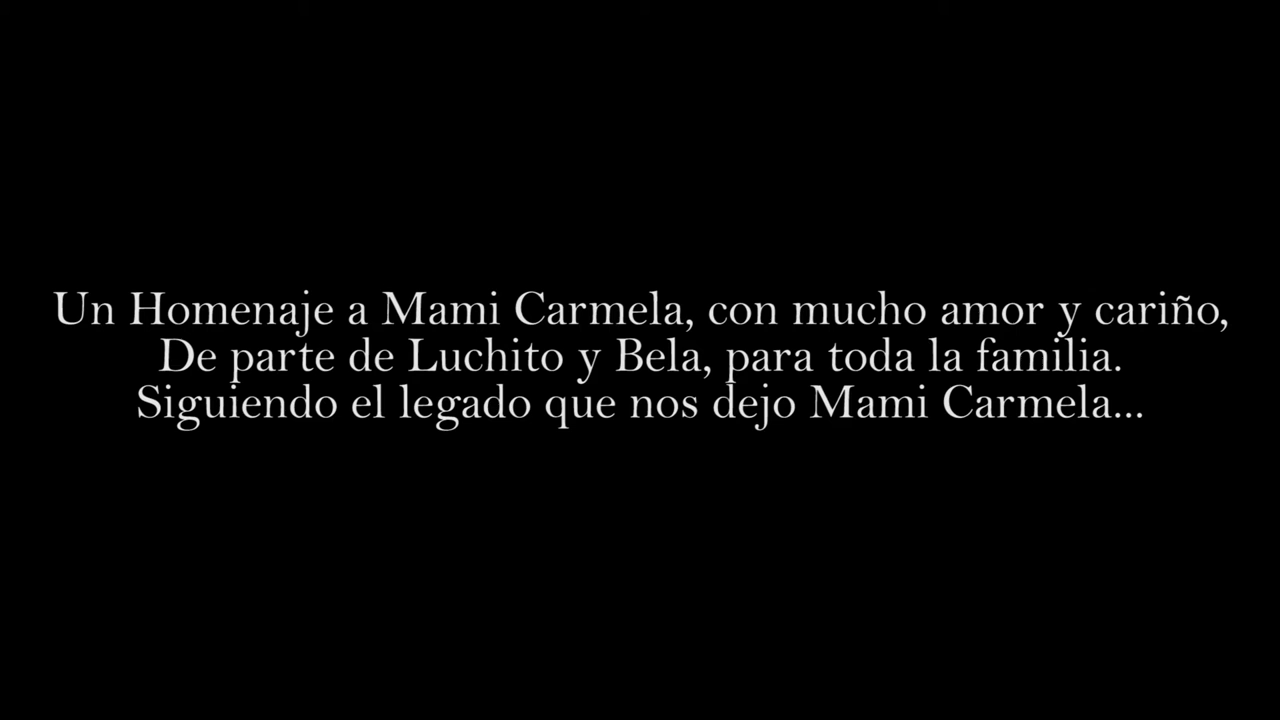 Un Homenaje a Mami Carmela, con mucho amor y cariño,
De parte de Luchito y Bela, para toda la familia.
Siguiendo el legado que nos dejo Mami Carmela...